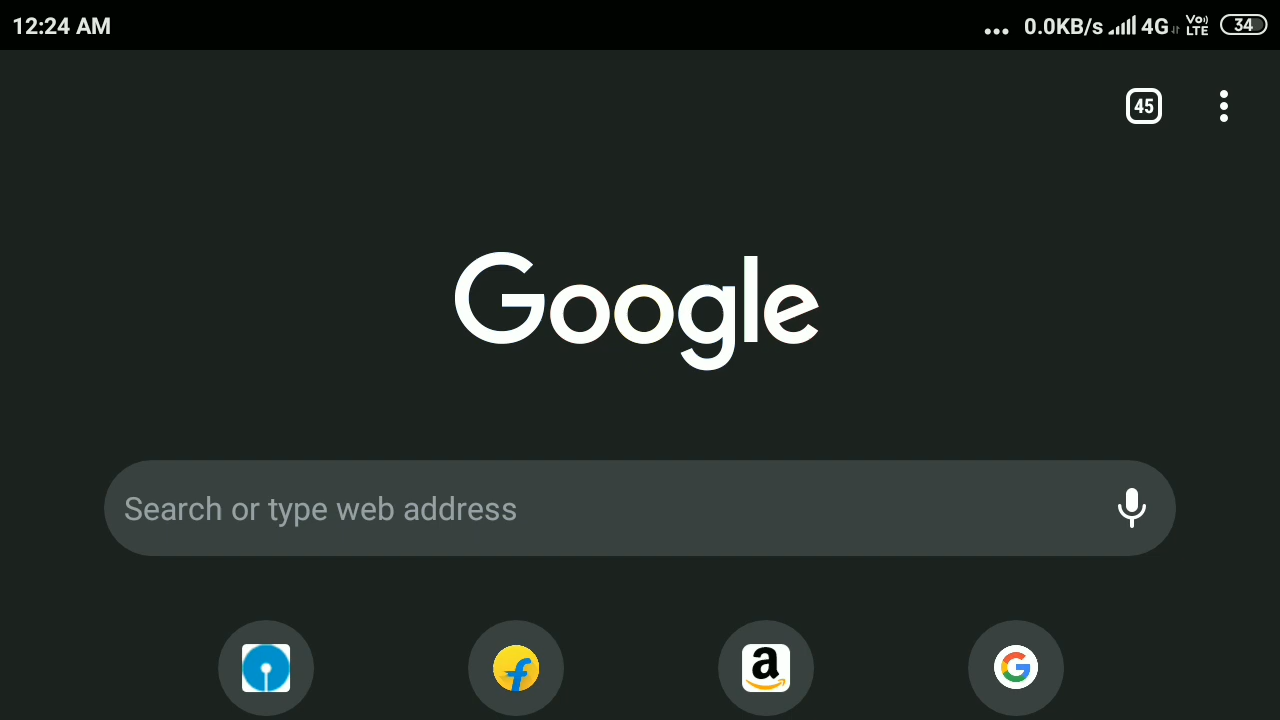 12:24 AM ... 0.0KB/s 4G Vo) LTE 34
45
Google
Search or type web address
f a G